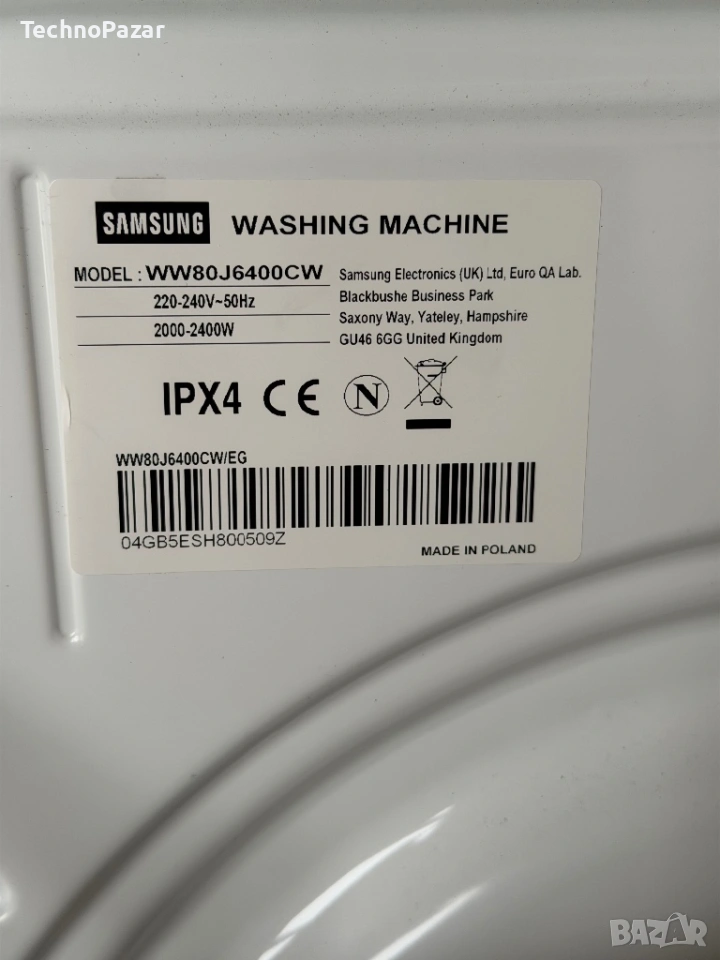 made with
TechnoPazar
SAMSUNG WASHING MACHINE
MODEL : WW80J6400CW
220-240V~50Hz
2000-2400W
Samsung Electronics (UK) Ltd, Euro QA Lab.
Blackbushe Business Park
Saxony Way, Yateley, Hampshire
GU46 6GG United Kingdom
IPX4 CE N
WW80J6400CW/EG
04GB5ESH800509Z
MADE IN POLAND
BAZAR